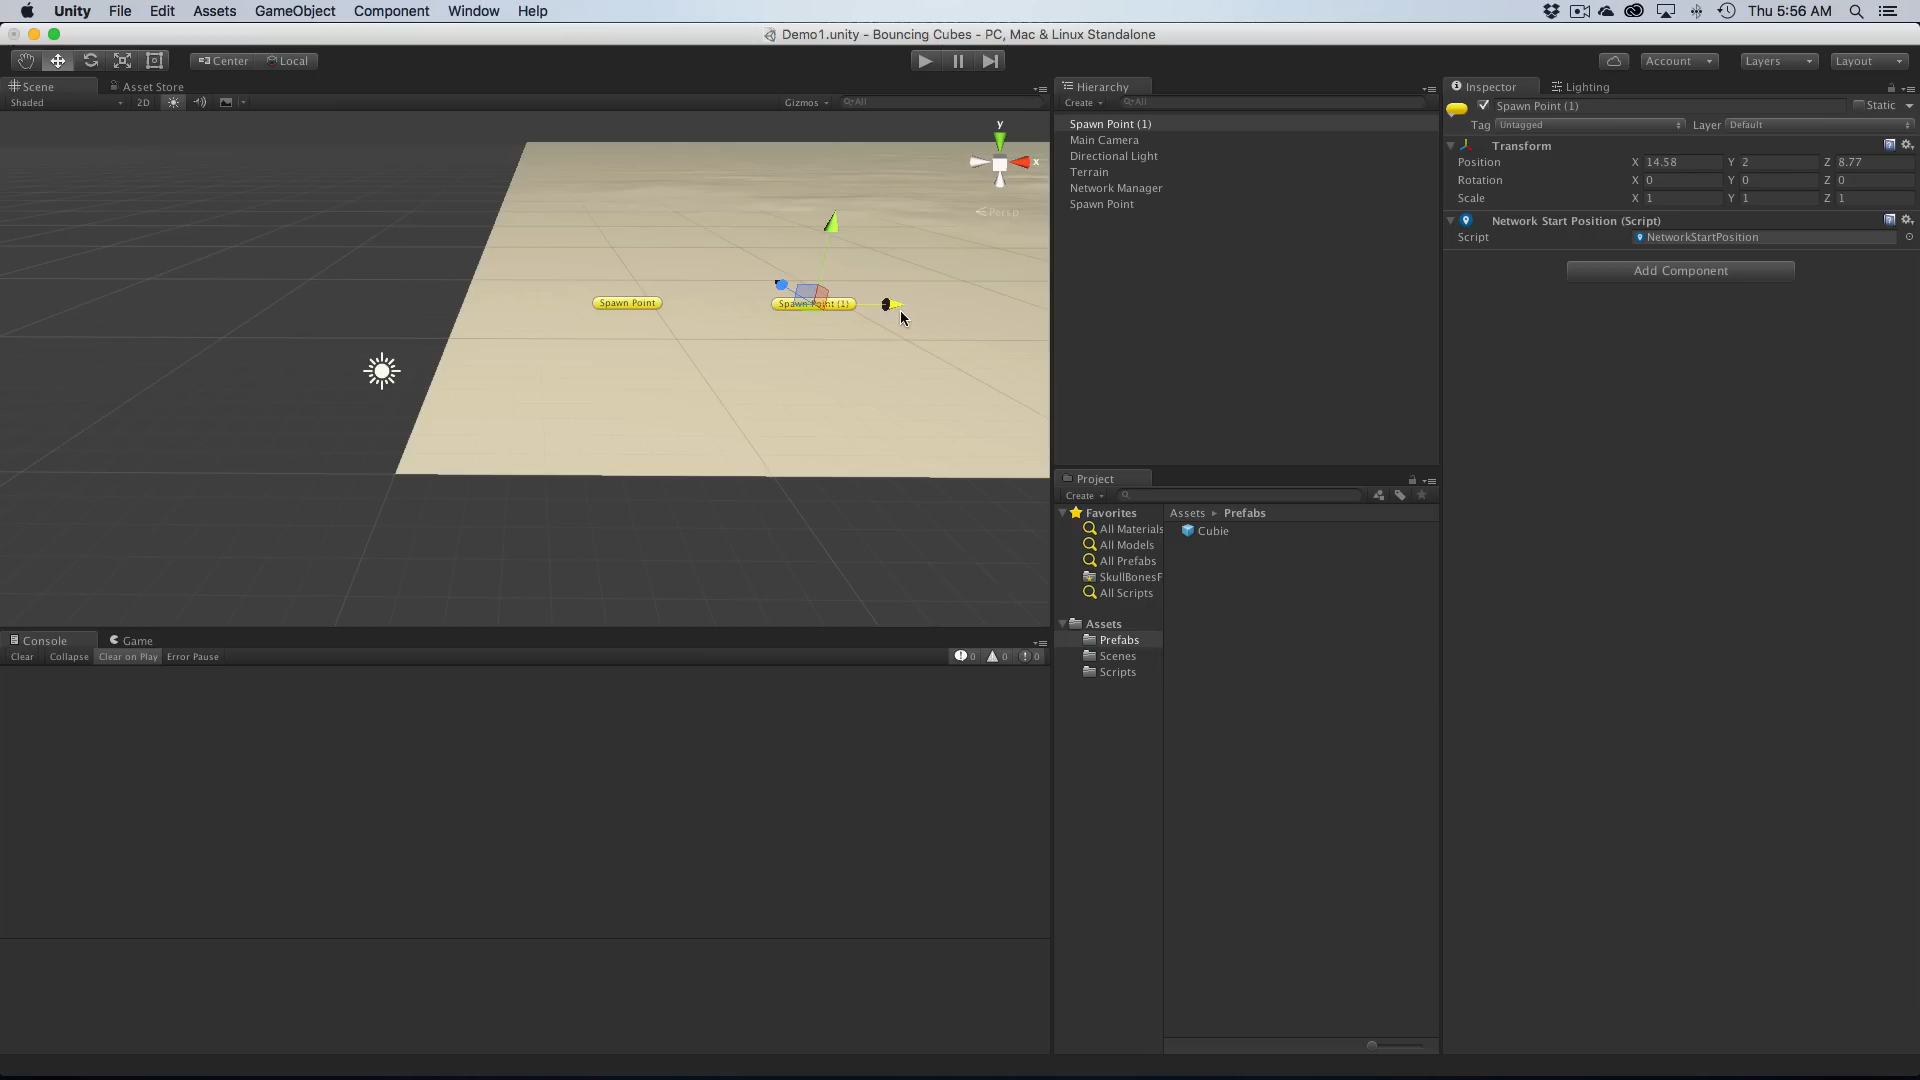 Unity File Edit Assets GameObject Component Window Help Thu 5:56 AM
Demo1.unity - Bouncing Cubes - PC, Mac & Linux Standalone
Center Local Account Layers Layout
Scene Asset Store
Shaded 2D Gizmos All
y
x
Persp
Spawn Point
Spawn Point (1)
Console Game
Clear Collapse Clear on Play Error Pause 0 0 0
Hierarchy
Create All
Spawn Point (1)
Main Camera
Directional Light
Terrain
Network Manager
Spawn Point
Project
Create
Favorites
All Materials
All Models
All Prefabs
SkullBonesF
All Scripts
Assets
Prefabs
Scenes
Scripts
Assets Prefabs
Cubie
Inspector Lighting
Spawn Point (1) Static
Tag Untagged Layer Default
Transform
Position X 14.58 Y 2 Z 8.77
Rotation X 0 Y 0 Z 0
Scale X 1 Y 1 Z 1
Network Start Position (Script)
Script NetworkStartPosition
Add Component